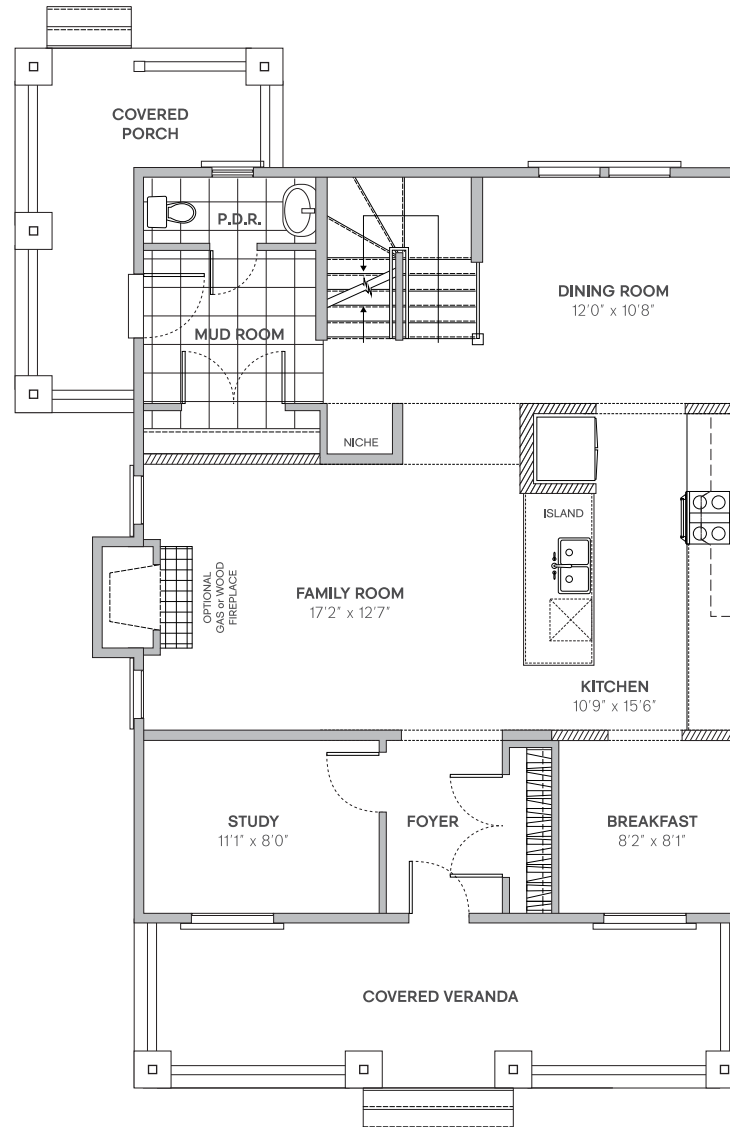 COVERED
PORCH
P.D.R.
MUD ROOM
DINING ROOM
12'0" x 10'8"
NICHE
ISLAND
OPTIONAL
GAS or WOOD
FIREPLACE
FAMILY ROOM
17'2" x 12'7"
KITCHEN
10'9" x 15'6"
STUDY
11'1" x 8'0"
FOYER
BREAKFAST
8'2" x 8'1"
COVERED VERANDA